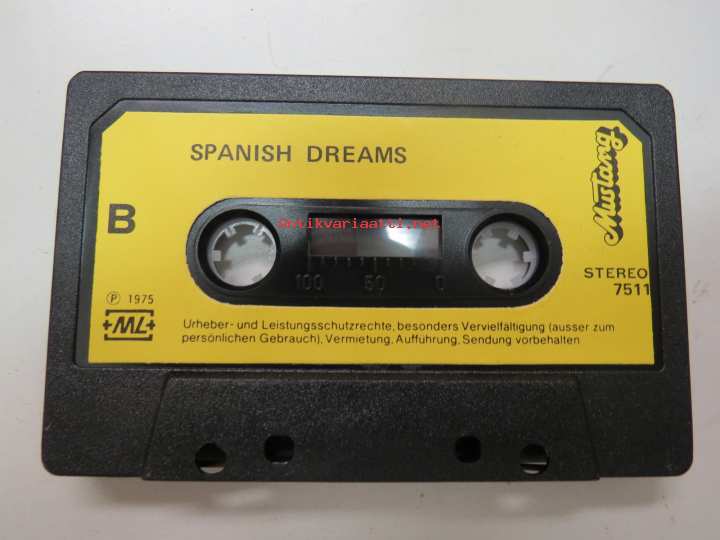 SPANISH DREAMS
Mustang
B
Antikvariaatti.net
100 50 0
STEREO
7511
℗ 1975
+ML+
Urheber- und Leistungsschutzrechte, besonders Vervielfältigung (ausser zum
persönlichen Gebrauch), Vermietung, Aufführung, Sendung vorbehalten